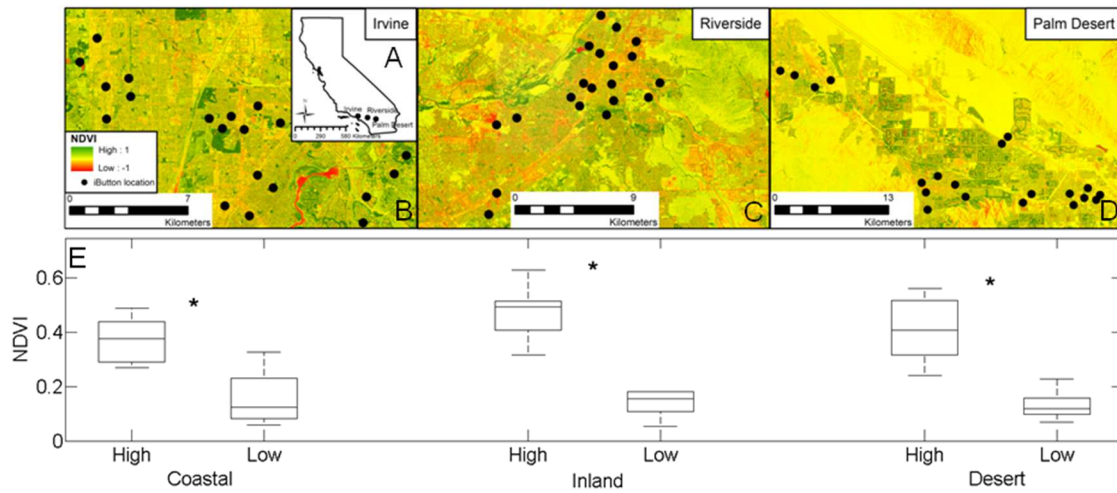 Irvine
A
N
Irvine
Riverside
Palm Desert
0 290 580 Kilometers
NDVI
High : 1
Low : -1
iButton location
0 7
Kilometers
B
Riverside
0 9
Kilometers
C
Palm Desert
0 13
Kilometers
D
E
NDVI
0.6
0.4
0.2
0
*
*
*
High Low High Low High Low
Coastal Inland Desert